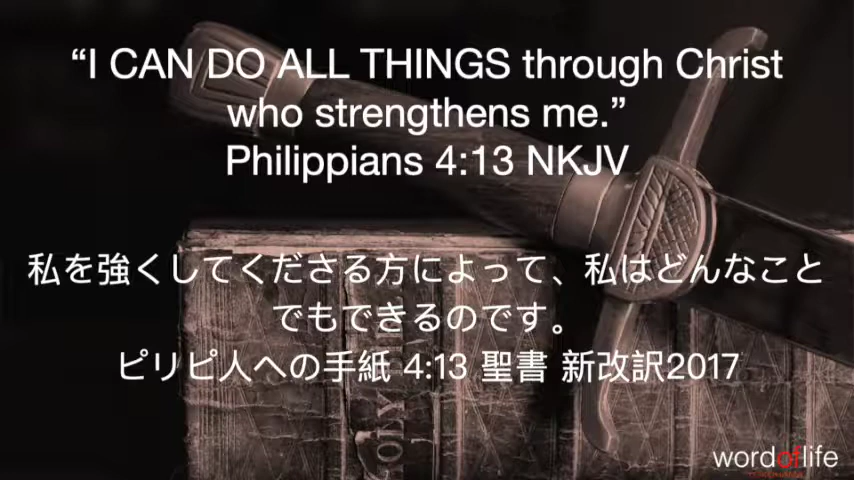 “I CAN DO ALL THINGS through Christ
who strengthens me.”
Philippians 4:13 NKJV
私を強くしてくださる方によって、私はどんなこと
でもできるのです。
ピリピ人への手紙 4:13 聖書 新改訳2017
OLY
wordoflife